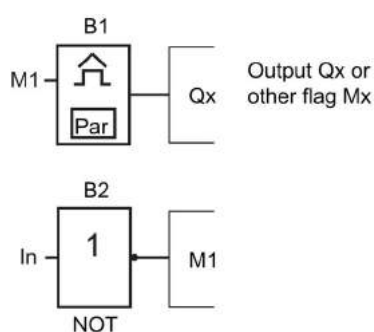 B1
M1
Par
Qx
Output Qx or
other flag Mx
B2
In
1
M1
NOT